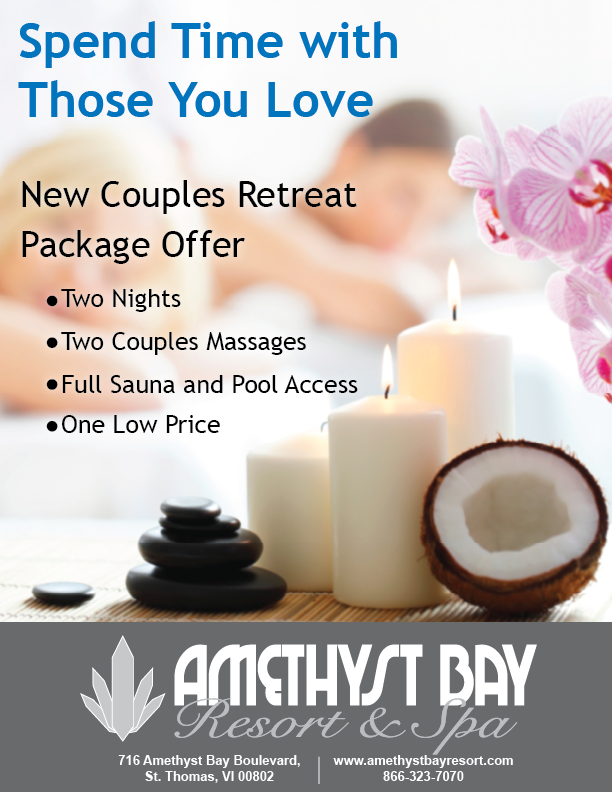 Spend Time with
Those You Love
New Couples Retreat
Package Offer
● Two Nights
● Two Couples Massages
● Full Sauna and Pool Access
● One Low Price
AMETHYST BAY
Resort & Spa
716 Amethyst Bay Boulevard,
St. Thomas, VI 00802
www.amethystbayresort.com
866-323-7070